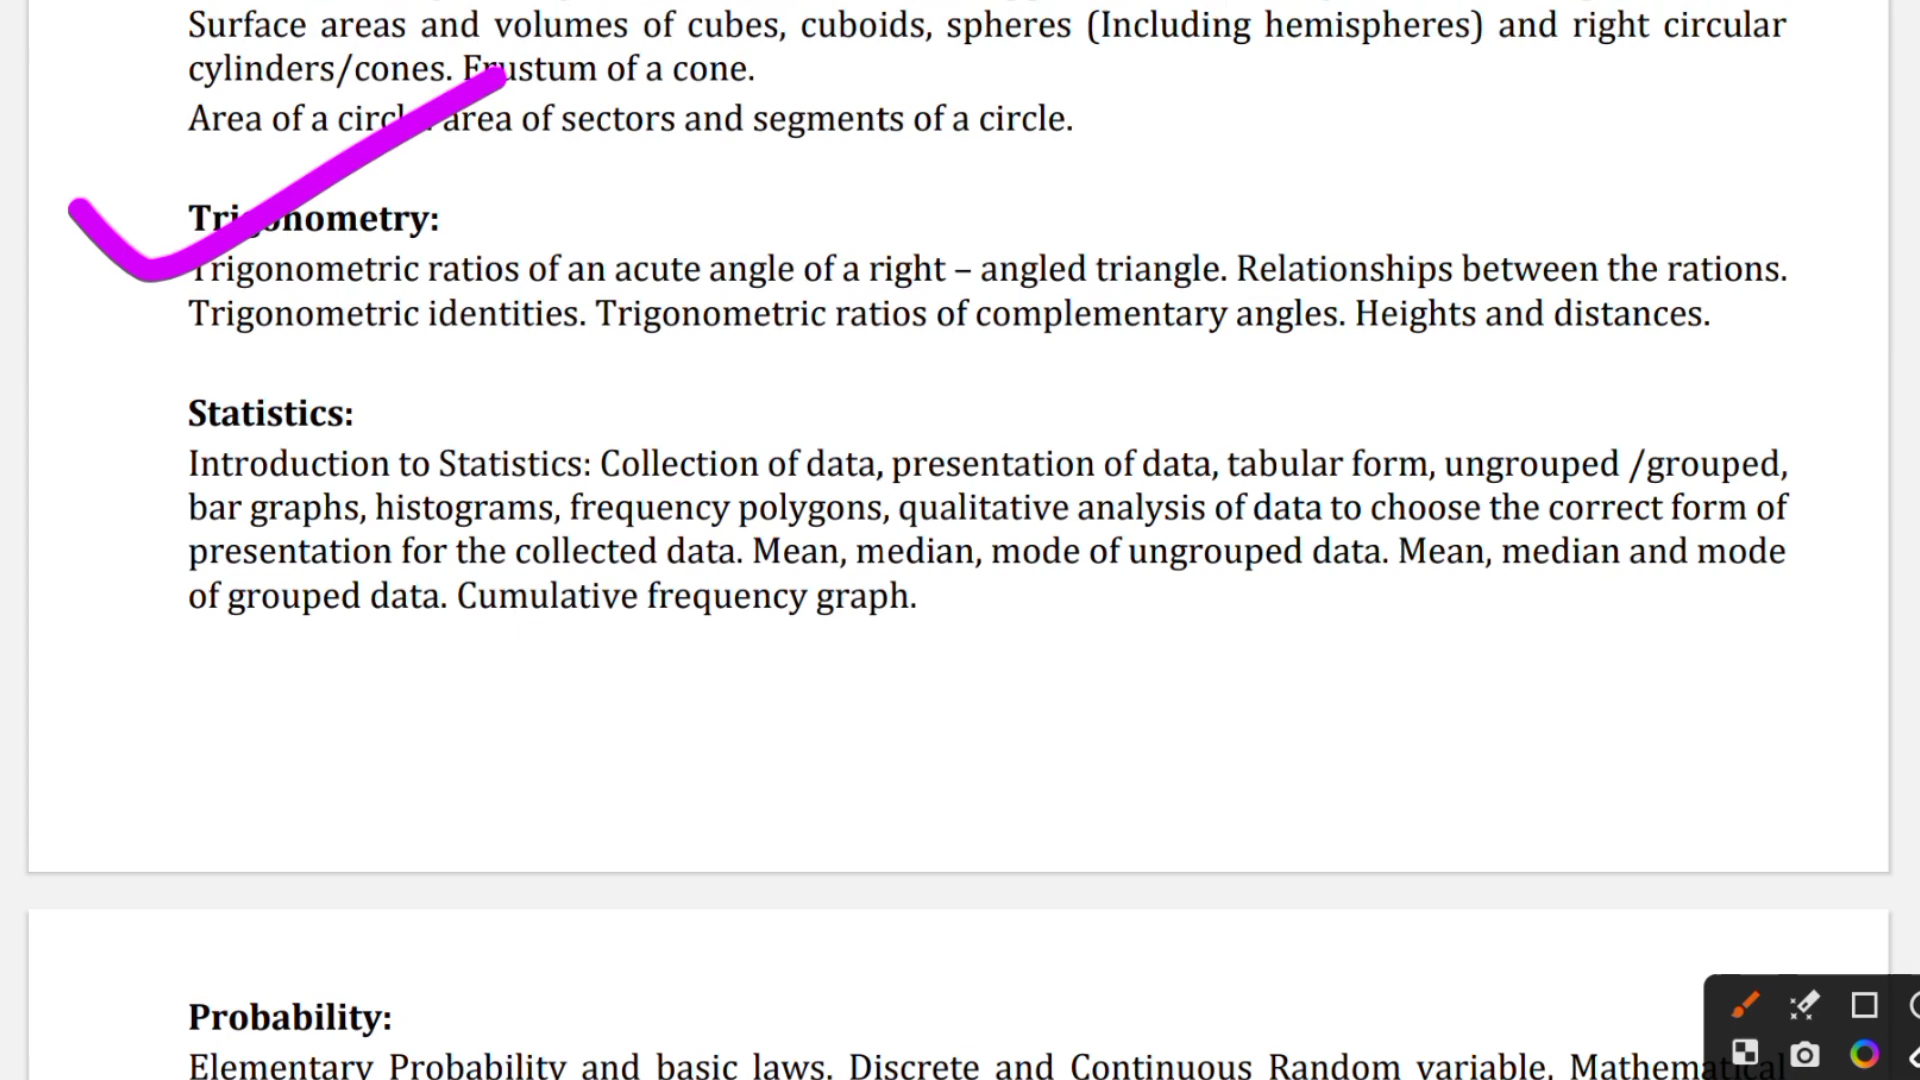 Surface areas and volumes of cubes, cuboids, spheres (Including hemispheres) and right circular
cylinders/cones. Frustum of a cone.
Area of a circle: area of sectors and segments of a circle.
Trigonometry:
Trigonometric ratios of an acute angle of a right – angled triangle. Relationships between the rations.
Trigonometric identities. Trigonometric ratios of complementary angles. Heights and distances.
Statistics:
Introduction to Statistics: Collection of data, presentation of data, tabular form, ungrouped /grouped,
bar graphs, histograms, frequency polygons, qualitative analysis of data to choose the correct form of
presentation for the collected data. Mean, median, mode of ungrouped data. Mean, median and mode
of grouped data. Cumulative frequency graph.
Probability:
Elementary Probability and basic laws. Discrete and Continuous Random variable. Mathematical